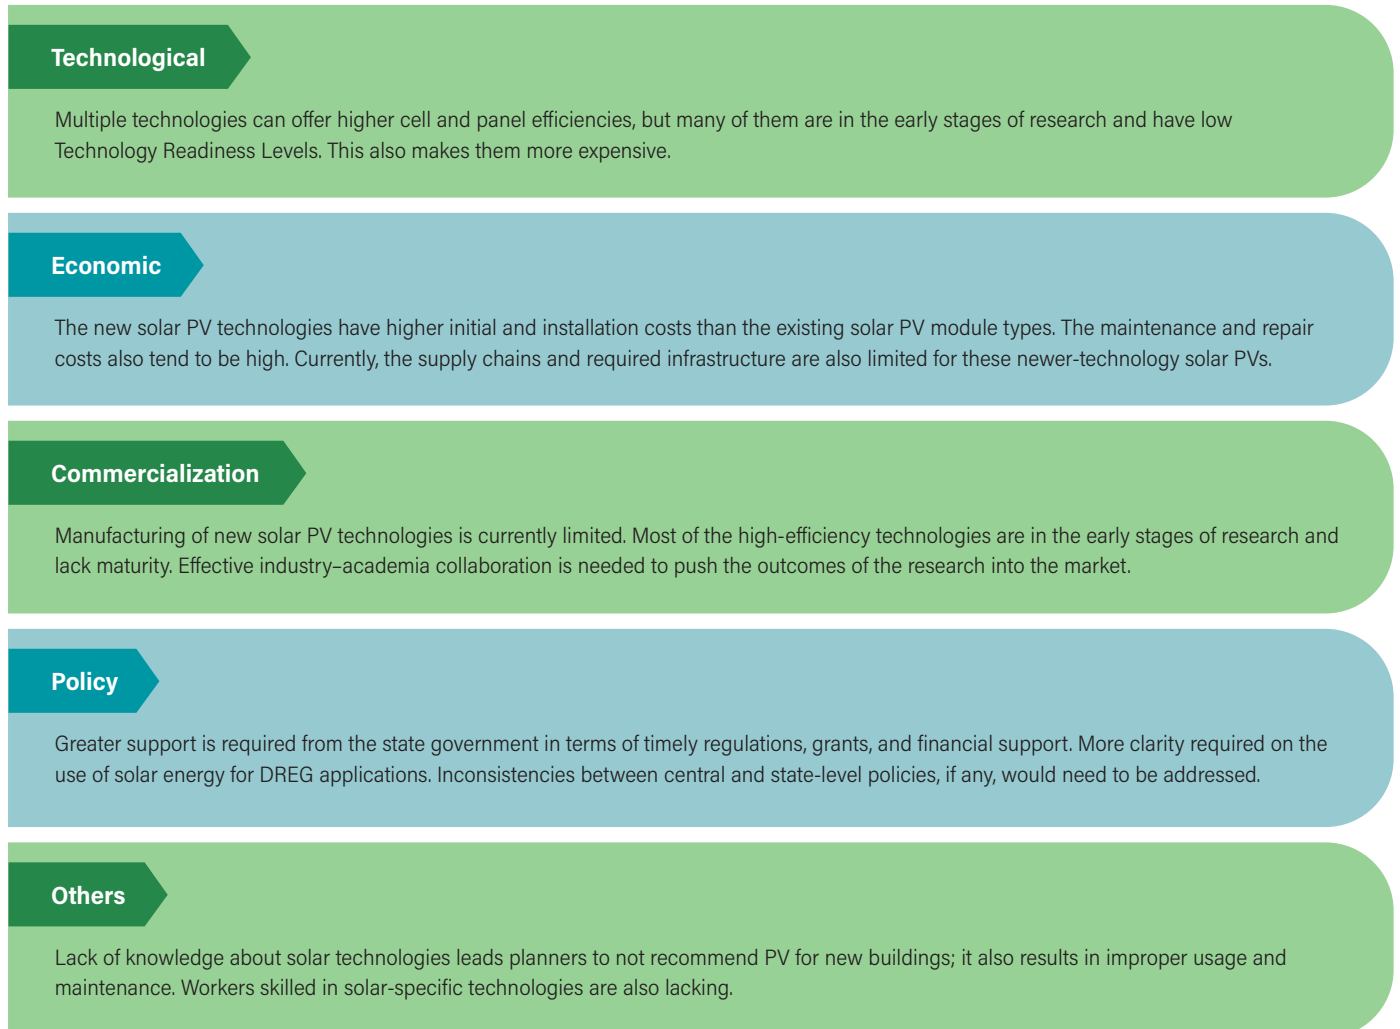 Technological
Multiple technologies can offer higher cell and panel efficiencies, but many of them are in the early stages of research and have low
Technology Readiness Levels. This also makes them more expensive.
Economic
The new solar PV technologies have higher initial and installation costs than the existing solar PV module types. The maintenance and repair
costs also tend to be high. Currently, the supply chains and required infrastructure are also limited for these newer-technology solar PVs.
Commercialization
Manufacturing of new solar PV technologies is currently limited. Most of the high-efficiency technologies are in the early stages of research and
lack maturity. Effective industry–academia collaboration is needed to push the outcomes of the research into the market.
Policy
Greater support is required from the state government in terms of timely regulations, grants, and financial support. More clarity required on the
use of solar energy for DREG applications. Inconsistencies between central and state-level policies, if any, would need to be addressed.
Others
Lack of knowledge about solar technologies leads planners to not recommend PV for new buildings; it also results in improper usage and
maintenance. Workers skilled in solar-specific technologies are also lacking.